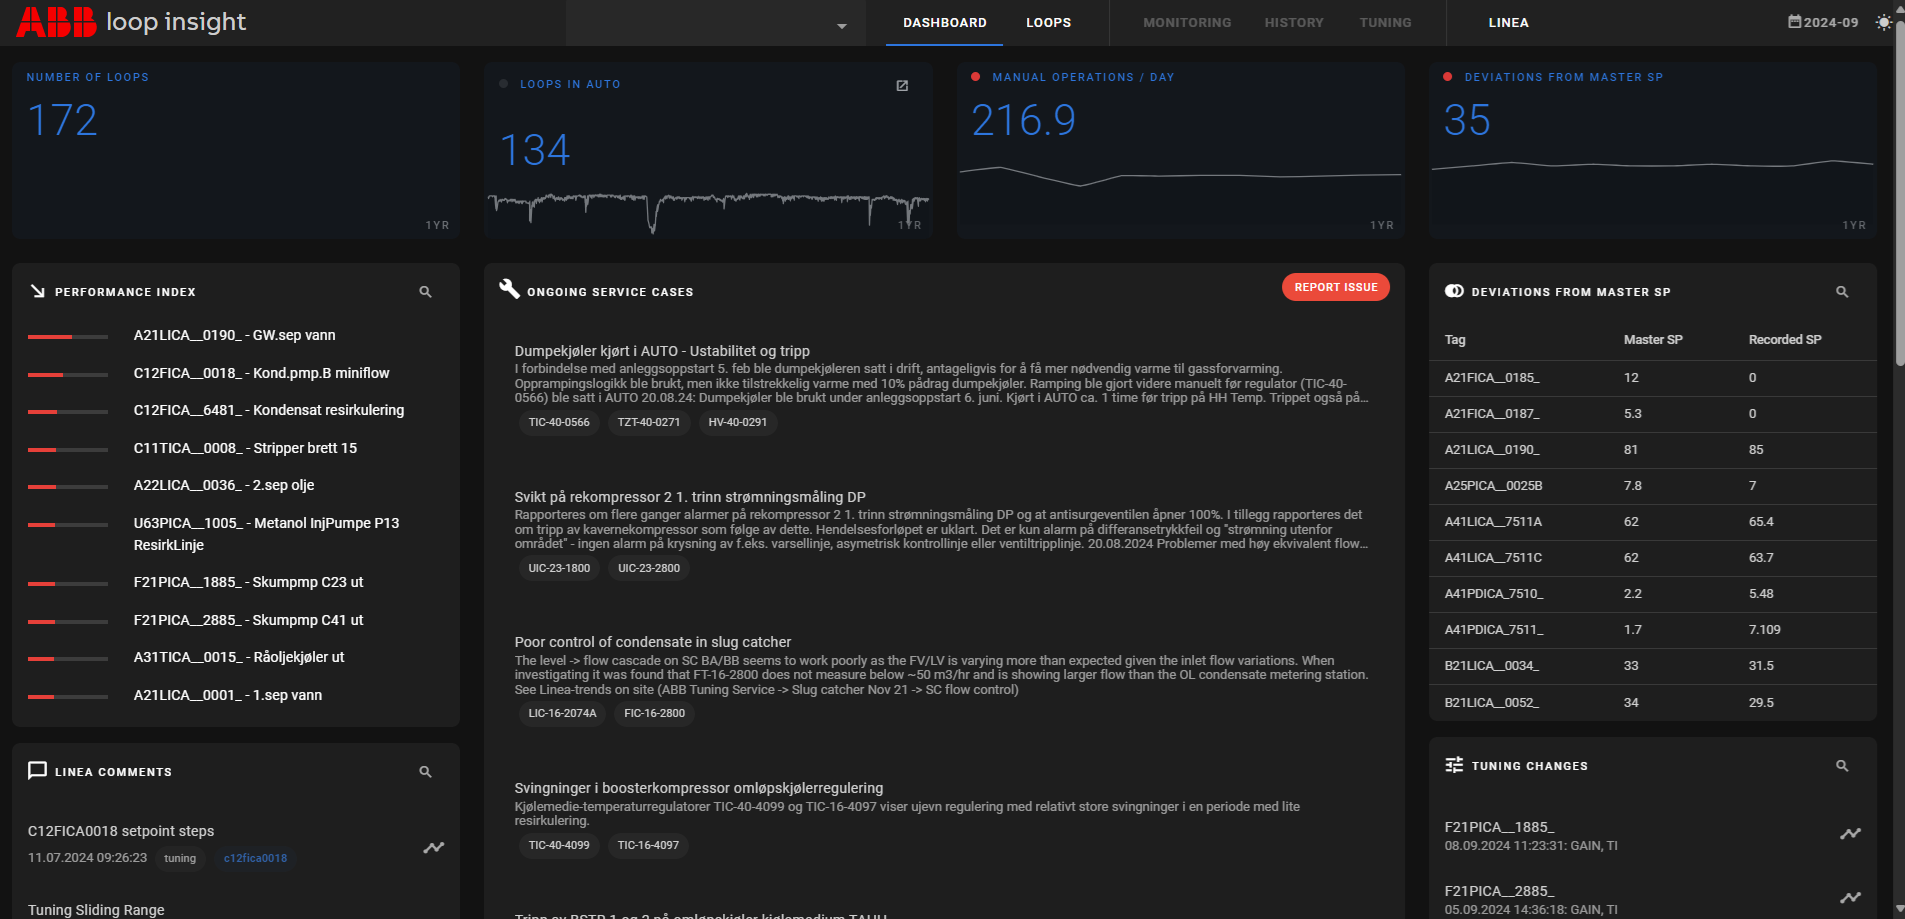 ABB loop insight
DASHBOARD
LOOPS
MONITORING
HISTORY
TUNING
LINEA
2024-09
NUMBER OF LOOPS
172
1YR
LOOPS IN AUTO
134
1YR
MANUAL OPERATIONS / DAY
216.9
1YR
DEVIATIONS FROM MASTER SP
35
1YR
PERFORMANCE INDEX
A21LICA__0190_ - GW.sep vann
C12FICA__0018_ - Kond.pmp.B miniflow
C12FICA__6481_ - Kondensat resirkulering
C11TICA__0008_ - Stripper brett 15
A22LICA__0036_ - 2.sep olje
U63PICA__1005_ - Metanol InjPumpe P13
ResirkLinje
F21PICA__1885_ - Skumpmp C23 ut
F21PICA__2885_ - Skumpmp C41 ut
A31TICA__0015_ - Råoljekjøler ut
A21LICA__0001_ - 1.sep vann
LINEA COMMENTS
C12FICA0018 setpoint steps
11.07.2024 09:26:23 tuning c12fica0018
Tuning Sliding Range
ONGOING SERVICE CASES
REPORT ISSUE
Dumpekjøler kjørt i AUTO - Ustabilitet og tripp
I forbindelse med anleggsoppstart 5. feb ble dumpekjøleren satt i drift, antageligvis for å få mer nødvendig varme til gassforvarming.
Opprampingslogikk ble brukt, men ikke tilstrekkelig varme med 10% pådrag dumpekjøler. Ramping ble gjort videre manuelt før regulator (TIC-40-
0566) ble satt i AUTO 20.08.24: Dumpekjøler ble brukt under anleggsoppstart 6. juni. Kjørt i AUTO ca. 1 time før tripp på HH Temp. Trippet også på...
TIC-40-0566 TZT-40-0271 HV-40-0291
Svikt på rekompressor 2 1. trinn strømningsmåling DP
Rapporteres om flere ganger alarmer på rekompressor 2 1. trinn strømningsmåling DP og at antisurgeventilen åpner 100%. I tillegg rapporteres det
om tripp av kavernekompressor som følge av dette. Hendelsesforløpet er uklart. Det er kun alarm på differansetrykkfeil og "strømning utenfor
området" - ingen alarm på krysning av f.eks. varsellinje, asymetrisk kontrollinje eller ventiltripplinje. 20.08.2024 Problemer med høy ekvivalent flow...
UIC-23-1800 UIC-23-2800
Poor control of condensate in slug catcher
The level -> flow cascade on SC BA/BB seems to work poorly as the FV/LV is varying more than expected given the inlet flow variations. When
investigating it was found that FT-16-2800 does not measure below ~50 m3/hr and is showing larger flow than the OL condensate metering station.
See Linea-trends on site (ABB Tuning Service -> Slug catcher Nov 21 -> SC flow control)
LIC-16-2074A FIC-16-2800
Svingninger i boosterkompressor omløpskjølerregulering
Kjølemedie-temperaturregulatorer TIC-40-4099 og TIC-16-4097 viser ujevn regulering med relativt store svingninger i en periode med lite
resirkulering.
TIC-40-4099 TIC-16-4097
DEVIATIONS FROM MASTER SP
Tag Master SP Recorded SP
A21FICA__0185_ 12 0
A21FICA__0187_ 5.3 0
A21LICA__0190_ 81 85
A25PICA__0025B 7.8 7
A41LICA__7511A 62 65.4
A41LICA__7511C 62 63.7
A41PDICA_7510_ 2.2 5.48
A41PDICA_7511_ 1.7 7.109
B21LICA__0034_ 33 31.5
B21LICA__0052_ 34 29.5
TUNING CHANGES
F21PICA__1885_
08.09.2024 11:23:31: GAIN, TI
F21PICA__2885_
05.09.2024 14:36:18: GAIN, TI